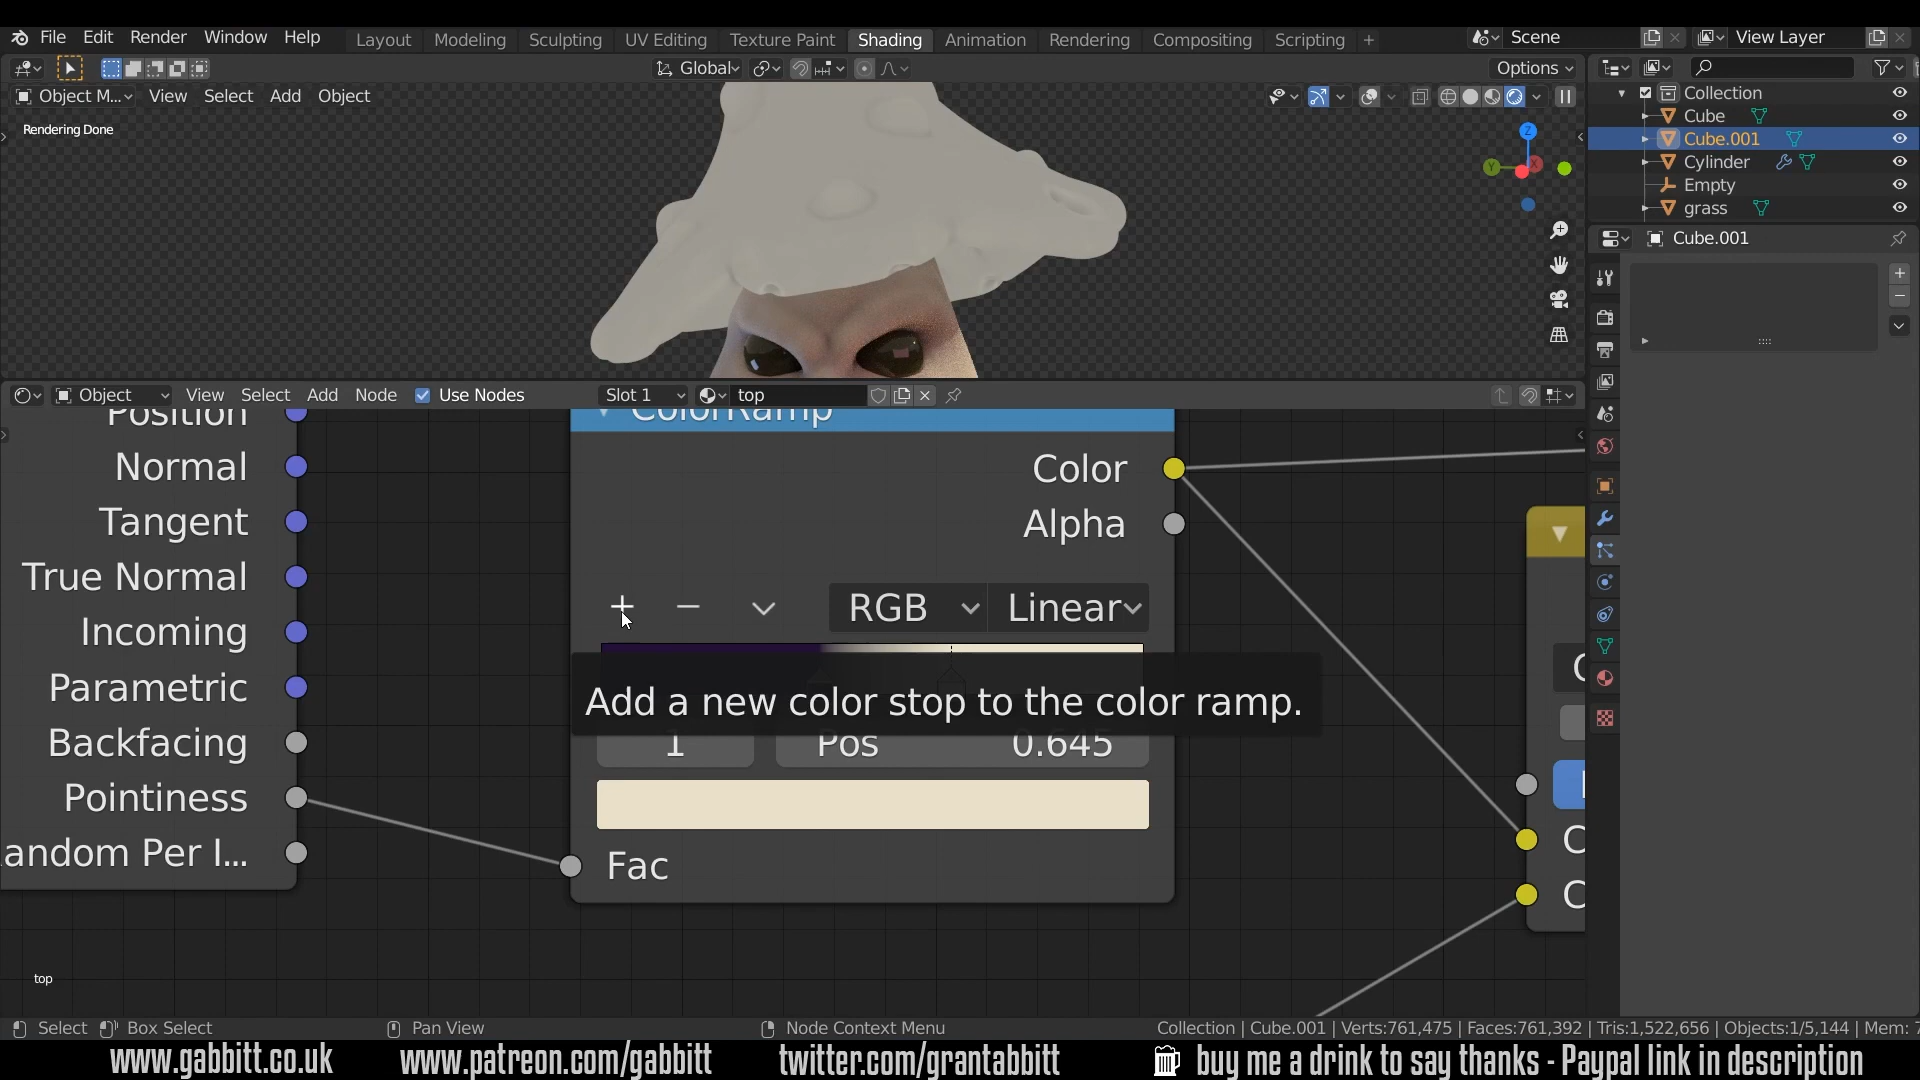 File Edit Render Window Help Layout Modeling Sculpting UV Editing Texture Paint Shading Animation Rendering Compositing Scripting + Scene View Layer
Global Options
Object M... View Select Add Object
Rendering Done
Z
Y
X
Collection
Cube
Cube.001
Cylinder
Empty
grass
Cube.001
Object View Select Add Node Use Nodes Slot 1 top
Position
Normal
Tangent
True Normal
Incoming
Parametric
Backfacing
Pointiness
andom Per I...
ColorRamp
Color
Alpha
RGB Linear
Add a new color stop to the color ramp.
1 Pos 0.645
Fac
C
C
top
Select Box Select Pan View Node Context Menu Collection | Cube.001 | Verts:761,475 | Faces:761,392 | Tris:1,522,656 | Objects:1/5,144 | Mem: 7
www.gabbitt.co.uk www.patreon.com/gabbitt twitter.com/grantabbitt buy me a drink to say thanks - Paypal link in description